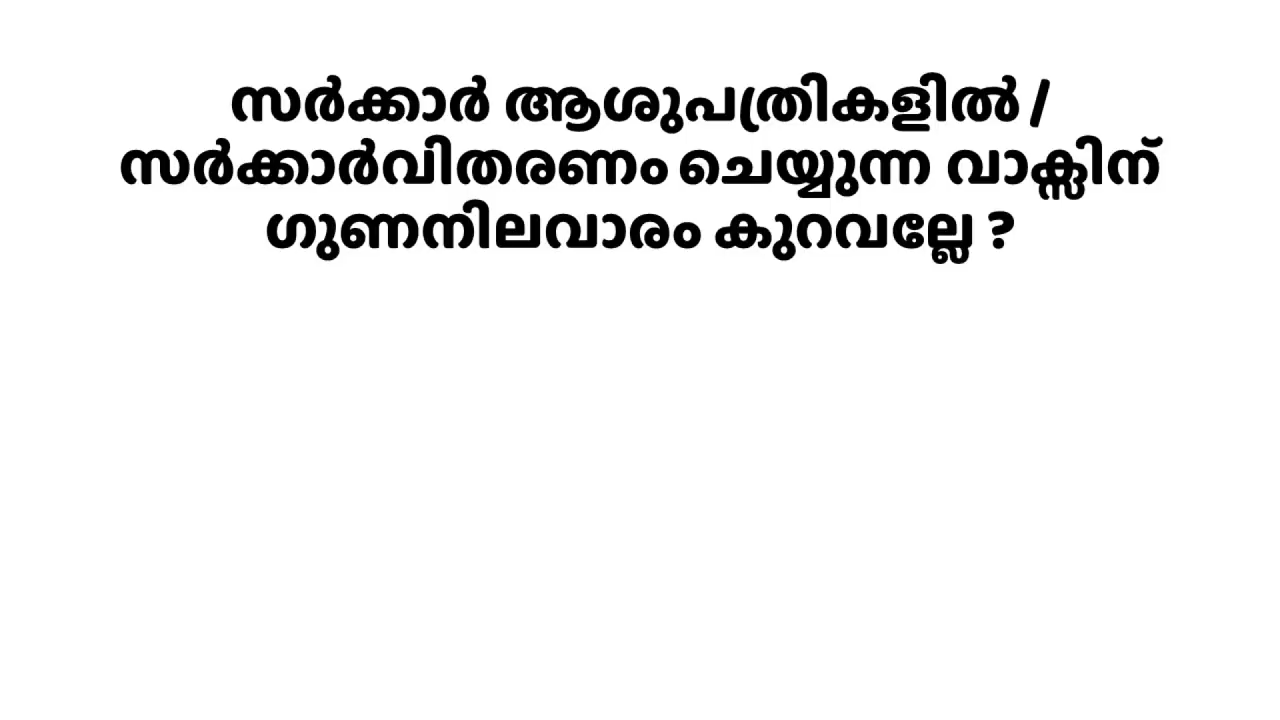 സർക്കാർ ആശുപത്രികളിൽ /
സർക്കാർവിതരണം ചെയ്യുന്ന വാക്സിന്
ഗുണനിലവാരം കുറവല്ലേ ?